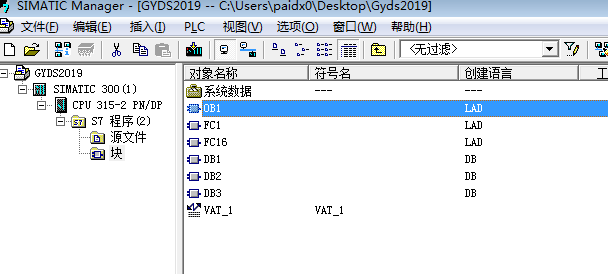 SIMATIC Manager - [GYDS2019 -- C:\Users\paidx0\Desktop\Gyds2019]
文件(F) 编辑(E) 插入(I) PLC 视图(V) 选项(O) 窗口(W) 帮助(H)
<无过滤>
GYDS2019
SIMATIC 300(1)
CPU 315-2 PN/DP
S7 程序(2)
源文件
块
对象名称 符号名 创建语言 工
系统数据 --- ---
OB1 LAD
FC1 LAD
FC16 LAD
DB1 DB
DB2 DB
DB3 DB
VAT_1 VAT_1